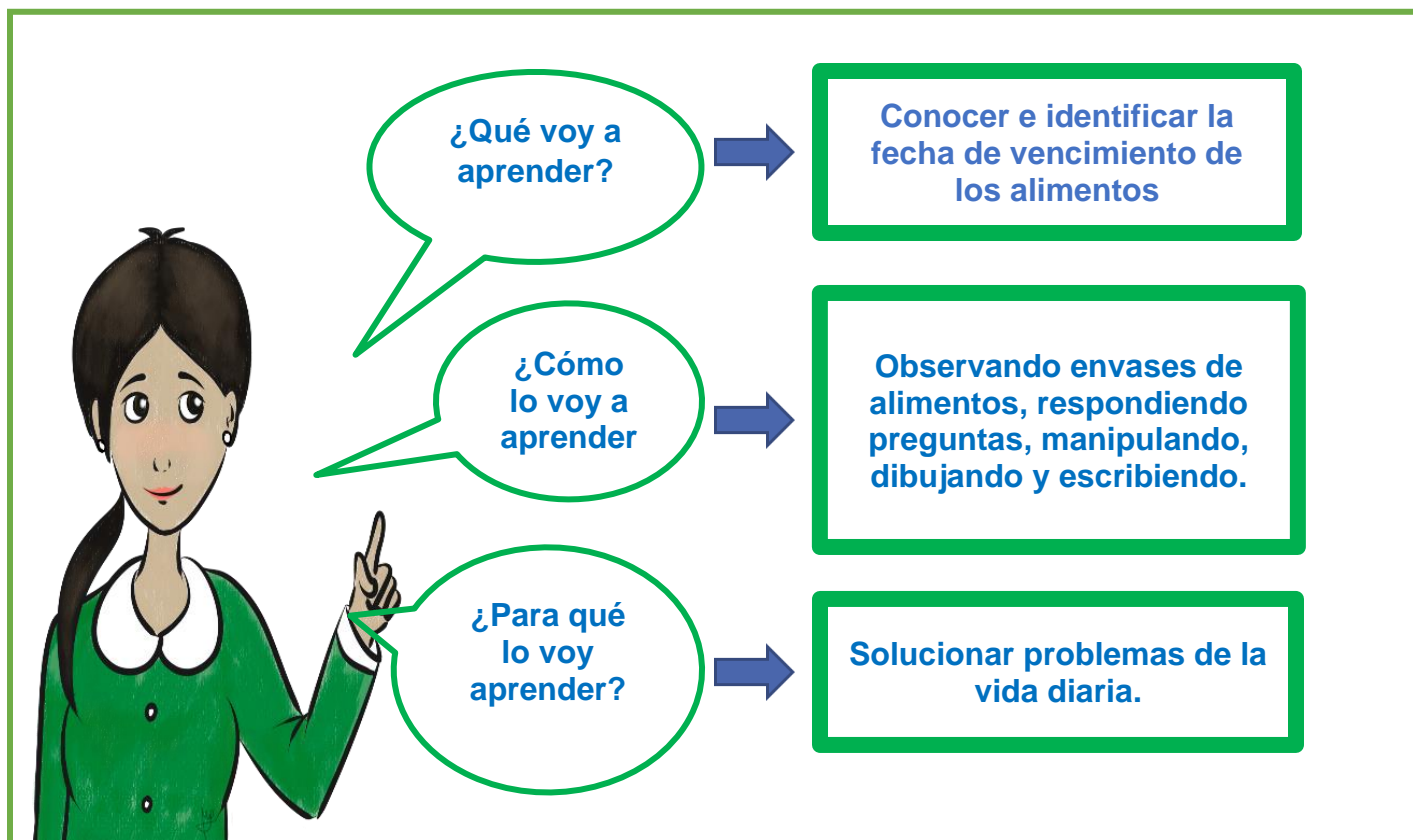 ¿Qué voy a
aprender?
Conocer e identificar la
fecha de vencimiento de
los alimentos
¿Cómo
lo voy a
aprender
Observando envases de
alimentos, respondiendo
preguntas, manipulando,
dibujando y escribiendo.
¿Para qué
lo voy
aprender?
Solucionar problemas de la
vida diaria.